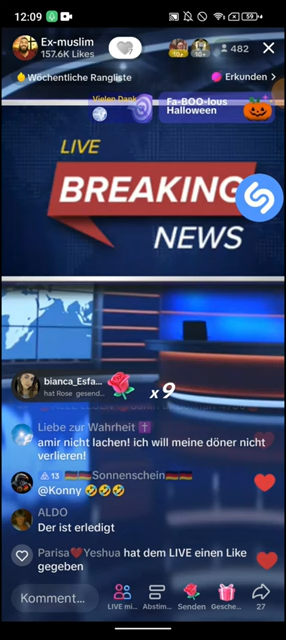 12:09
59
Ex-muslim
157.6K Likes
10+
10+
482
Wöchentliche Rangliste
Erkunden >
Vielen Dank
Fa-BOO-lous
Halloween
LIVE
BREAKING
NEWS
bianca_Esfa...
hat Rose gesend...
x9
Liebe zur Wahrheit
amir nicht lachen! ich will meine döner nicht
verlieren!
13 Sonnenschein
@Konny 🤣🤣🤣
ALDO
Der ist erledigt
Parisa❤️Yeshua hat dem LIVE einen Like
gegeben
Komment...
LIVE mi...
Abstim...
Senden
Gesche...
27